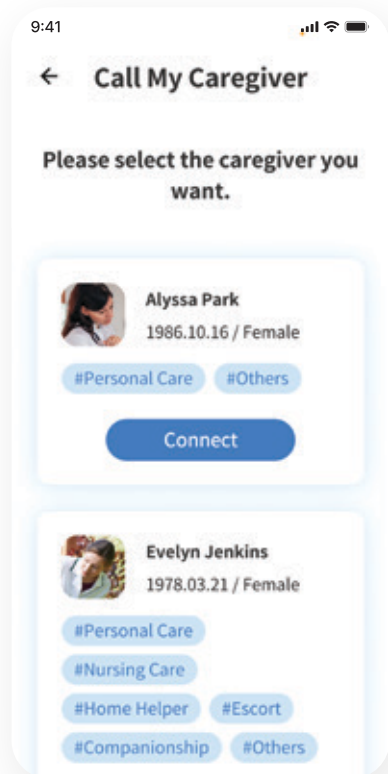 9:41
Call My Caregiver
Please select the caregiver you
want.
Alyssa Park
1986.10.16 / Female
#Personal Care #Others
Connect
Evelyn Jenkins
1978.03.21 / Female
#Personal Care
#Nursing Care
#Home Helper #Escort
#Companionship #Others